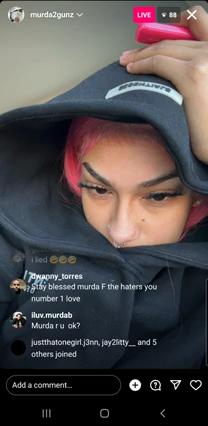 murda2gunz
LIVE
88
i lied 🤣🤣🤣
dwanny_torres
Stay blessed murda F the haters you
number 1 love
iluv.murdab
Murda r u ok?
justthatonegirl.j3nn, jay2litty__ and 5
others joined
Add a comment...